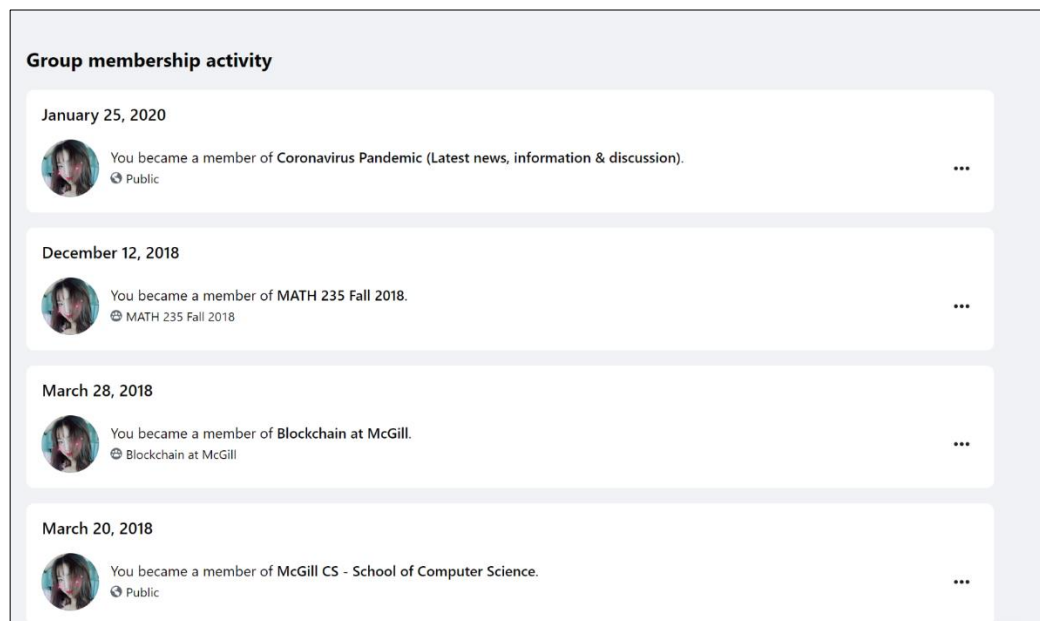 Group membership activity
January 25, 2020
You became a member of Coronavirus Pandemic (Latest news, information & discussion).
Public
December 12, 2018
You became a member of MATH 235 Fall 2018.
MATH 235 Fall 2018
March 28, 2018
You became a member of Blockchain at McGill.
Blockchain at McGill
March 20, 2018
You became a member of McGill CS - School of Computer Science.
Public